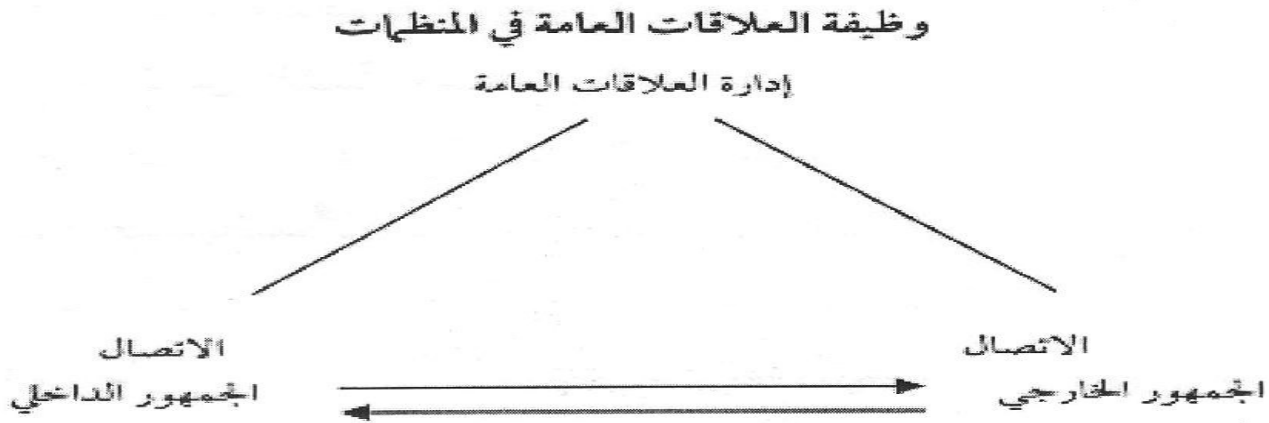 وظيفة العلاقات العامة في المنظمات
إدارة العلاقات العامة
الاتصال
الجمهور الخارجي
الاتصال
الجمهور الداخلي